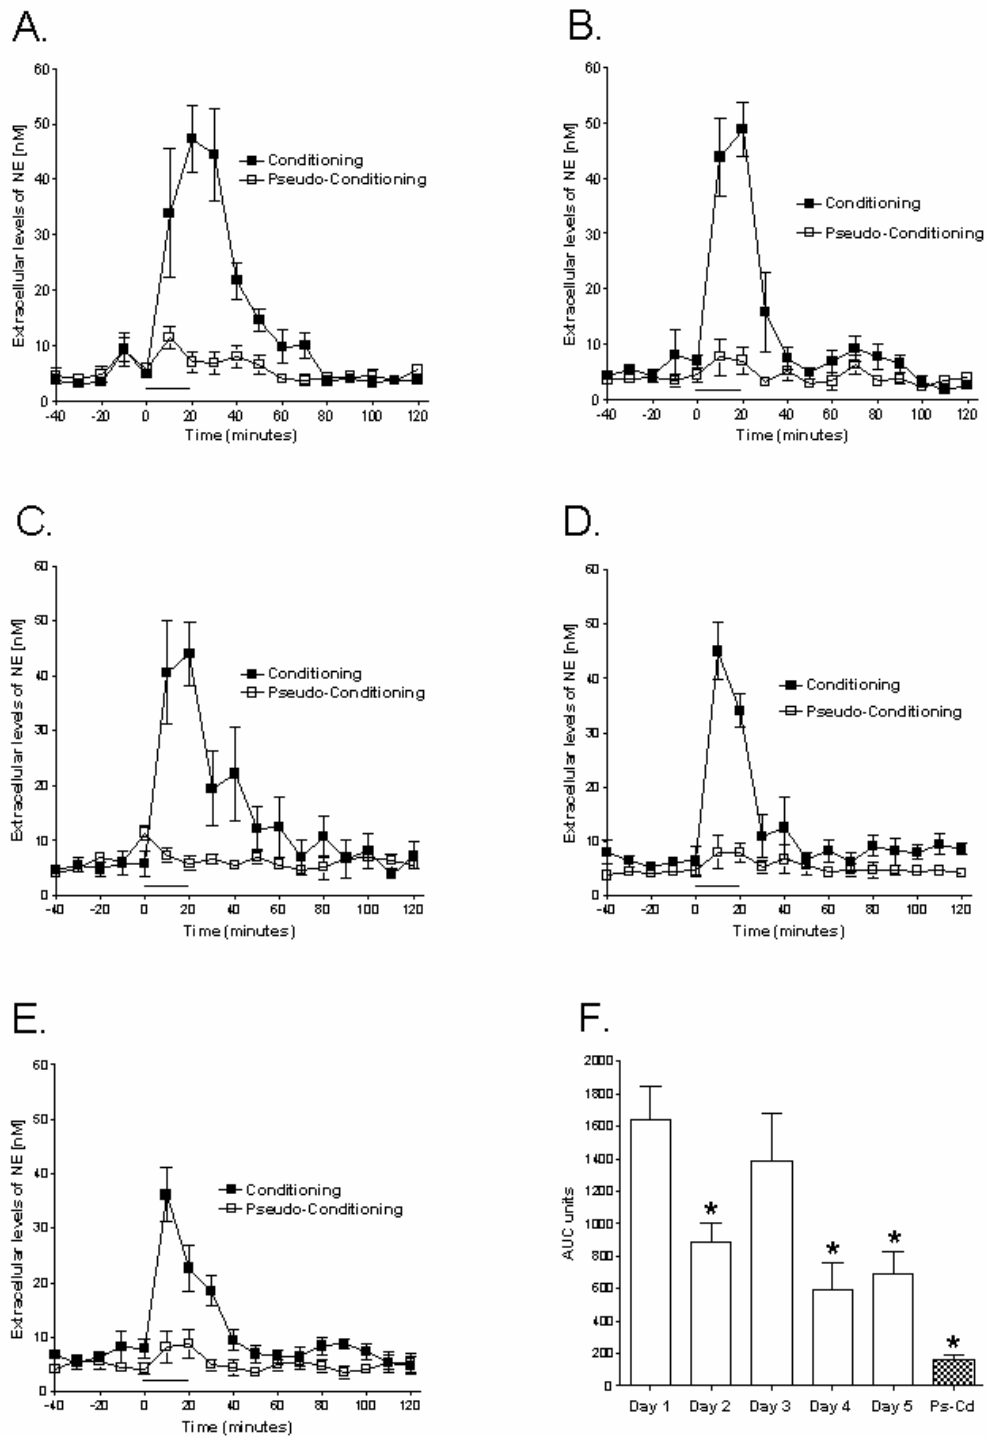 A.
Extracellular levels of NE [nM]
60
50
40
30
20
10
0
Conditioning
Pseudo-Conditioning
-40 -20 0 20 40 60 80 100 120
Time (minutes)
B.
Extracellular levels of NE [nM]
60
50
40
30
20
10
0
Conditioning
Pseudo-Conditioning
-40 -20 0 20 40 60 80 100 120
Time (minutes)
C.
Extracellular levels of NE [nM]
60
50
40
30
20
10
0
Conditioning
Pseudo-Conditioning
-40 -20 0 20 40 60 80 100 120
Time (minutes)
D.
Extracellular levels of NE [nM]
60
50
40
30
20
10
0
Conditioning
Pseudo-Conditioning
-40 -20 0 20 40 60 80 100 120
Time (minutes)
E.
Extracellular levels of NE [nM]
60
50
40
30
20
10
0
Conditioning
Pseudo-Conditioning
-40 -20 0 20 40 60 80 100 120
Time (minutes)
F.
AUC units
2000
1800
1600
1400
1200
1000
800
600
400
200
0
* * * *
Day 1 Day 2 Day 3 Day 4 Day 5 Ps-Cd